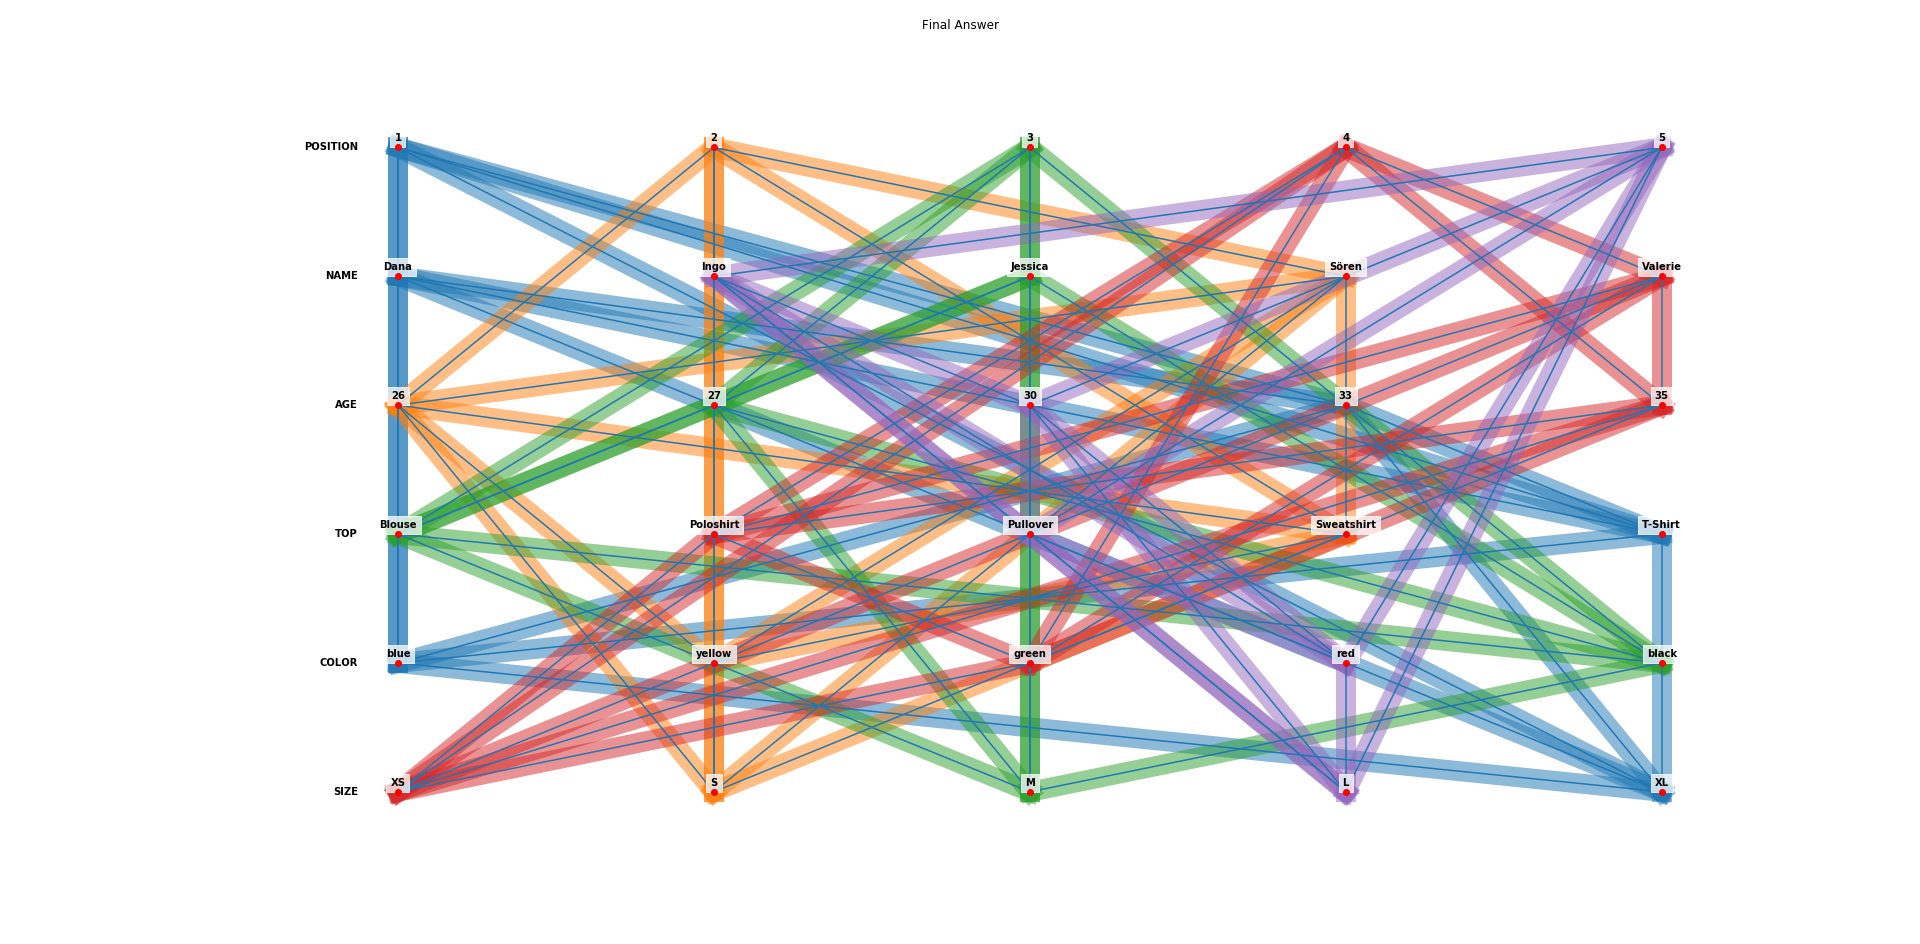 Final Answer
POSITION 1 2 3 4 5
NAME Dana Ingo Jessica Sören Valerie
AGE 26 27 30 33 35
TOP Blouse Poloshirt Pullover Sweatshirt T-Shirt
COLOR blue yellow green red black
SIZE XS S M L XL